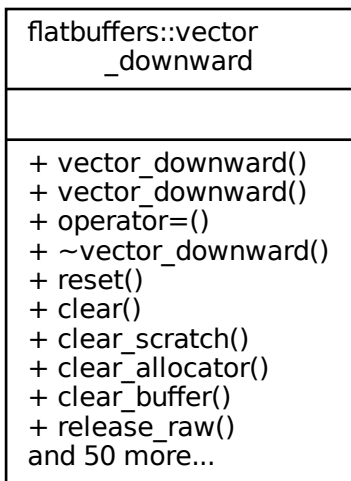 flatbuffers::vector
_downward
+ vector_downward()
+ vector_downward()
+ operator=()
+ ~vector_downward()
+ reset()
+ clear()
+ clear_scratch()
+ clear_allocator()
+ clear_buffer()
+ release_raw()
and 50 more...